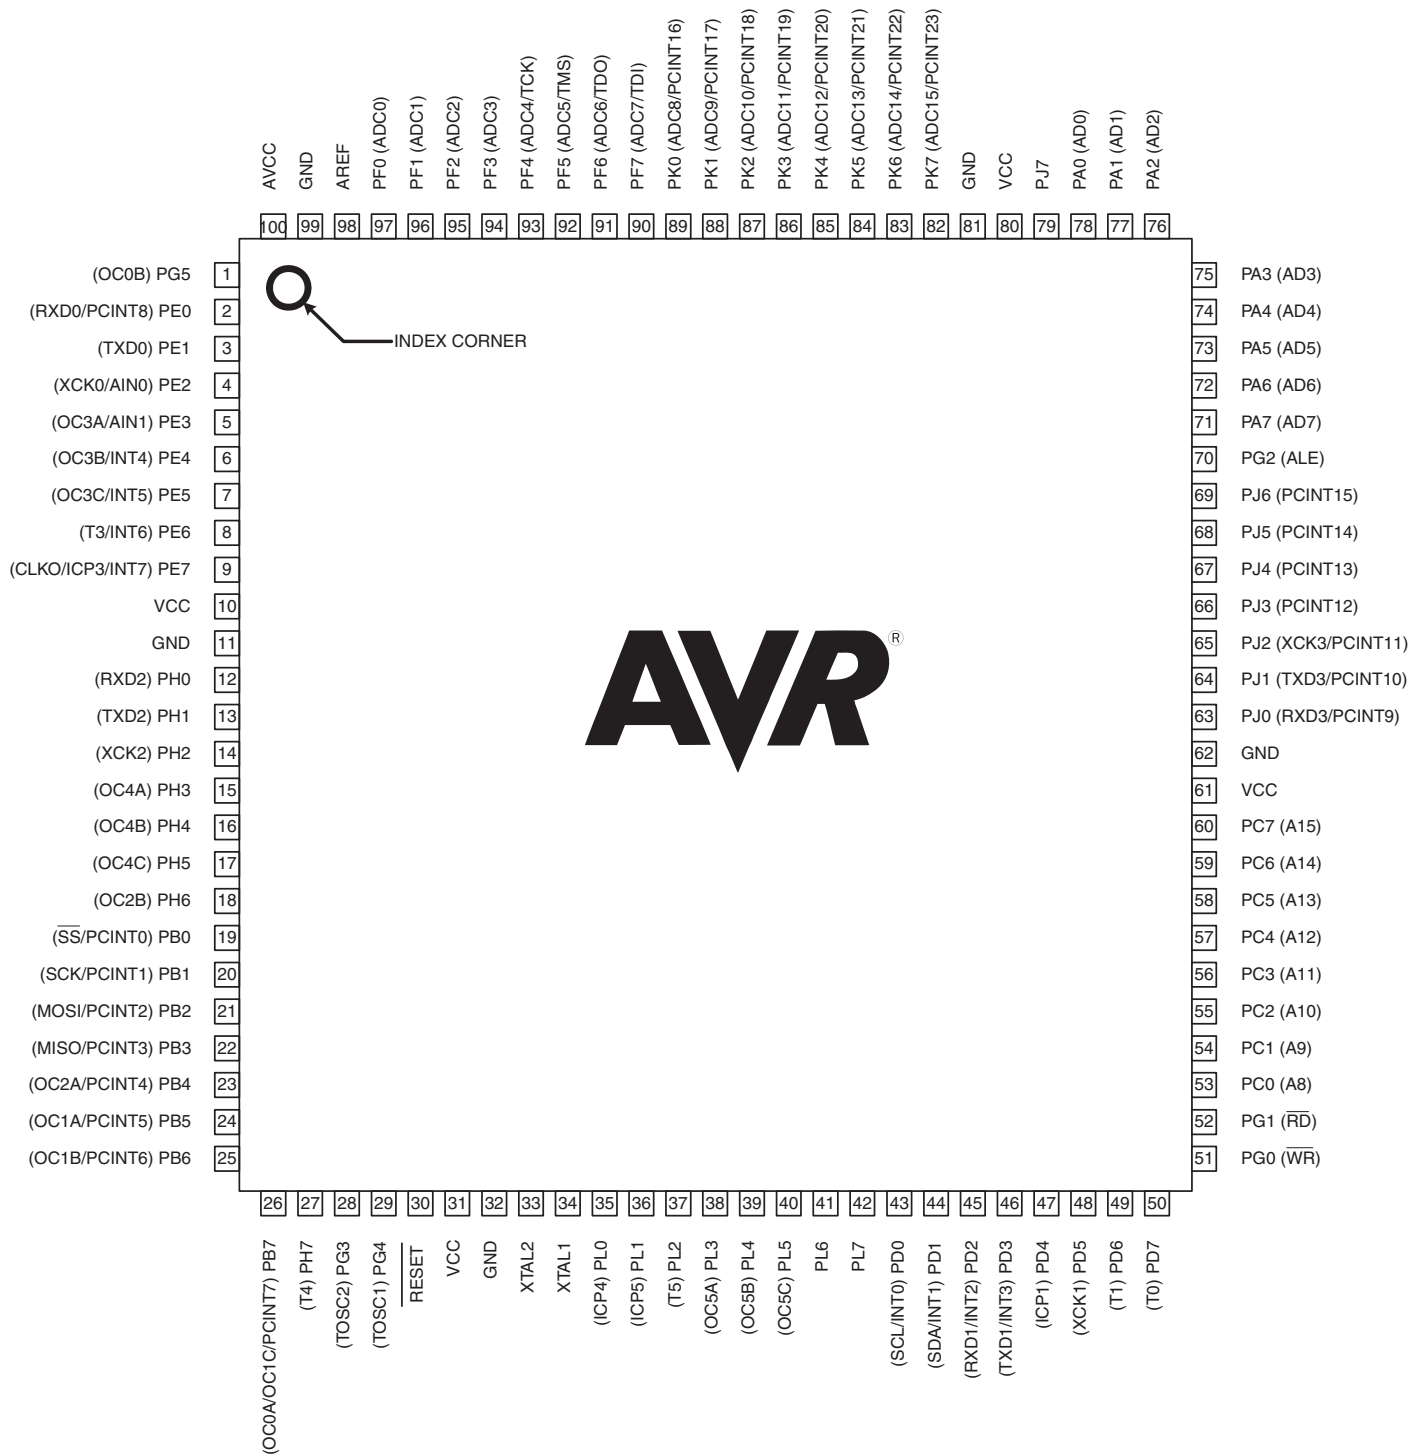 AVCC
GND
AREF
PF0 (ADC0)
PF1 (ADC1)
PF2 (ADC2)
PF3 (ADC3)
PF4 (ADC4/TCK)
PF5 (ADC5/TMS)
PF6 (ADC6/TDO)
PF7 (ADC7/TDI)
PK0 (ADC8/PCINT16)
PK1 (ADC9/PCINT17)
PK2 (ADC10/PCINT18)
PK3 (ADC11/PCINT19)
PK4 (ADC12/PCINT20)
PK5 (ADC13/PCINT21)
PK6 (ADC14/PCINT22)
PK7 (ADC15/PCINT23)
GND
VCC
PJ7
PA0 (AD0)
PA1 (AD1)
PA2 (AD2)
100 99 98 97 96 95 94 93 92 91 90 89 88 87 86 85 84 83 82 81 80 79 78 77 76
(OC0B) PG5 1
(RXD0/PCINT8) PE0 2
(TXD0) PE1 3
(XCK0/AIN0) PE2 4
(OC3A/AIN1) PE3 5
(OC3B/INT4) PE4 6
(OC3C/INT5) PE5 7
(T3/INT6) PE6 8
(CLKO/ICP3/INT7) PE7 9
VCC 10
GND 11
(RXD2) PH0 12
(TXD2) PH1 13
(XCK2) PH2 14
(OC4A) PH3 15
(OC4B) PH4 16
(OC4C) PH5 17
(OC2B) PH6 18
(SS/PCINT0) PB0 19
(SCK/PCINT1) PB1 20
(MOSI/PCINT2) PB2 21
(MISO/PCINT3) PB3 22
(OC2A/PCINT4) PB4 23
(OC1A/PCINT5) PB5 24
(OC1B/PCINT6) PB6 25
INDEX CORNER
AVR®
75 PA3 (AD3)
74 PA4 (AD4)
73 PA5 (AD5)
72 PA6 (AD6)
71 PA7 (AD7)
70 PG2 (ALE)
69 PJ6 (PCINT15)
68 PJ5 (PCINT14)
67 PJ4 (PCINT13)
66 PJ3 (PCINT12)
65 PJ2 (XCK3/PCINT11)
64 PJ1 (TXD3/PCINT10)
63 PJ0 (RXD3/PCINT9)
62 GND
61 VCC
60 PC7 (A15)
59 PC6 (A14)
58 PC5 (A13)
57 PC4 (A12)
56 PC3 (A11)
55 PC2 (A10)
54 PC1 (A9)
53 PC0 (A8)
52 PG1 (RD)
51 PG0 (WR)
26 27 28 29 30 31 32 33 34 35 36 37 38 39 40 41 42 43 44 45 46 47 48 49 50
(OC0A/OC1C/PCINT7) PB7
(T4) PH7
(TOSC2) PG3
(TOSC1) PG4
RESET
VCC
GND
XTAL2
XTAL1
(ICP4) PL0
(ICP5) PL1
(T5) PL2
(OC5A) PL3
(OC5B) PL4
(OC5C) PL5
PL6
PL7
(SCL/INT0) PD0
(SDA/INT1) PD1
(RXD1/INT2) PD2
(TXD1/INT3) PD3
(ICP1) PD4
(XCK1) PD5
(T1) PD6
(T0) PD7